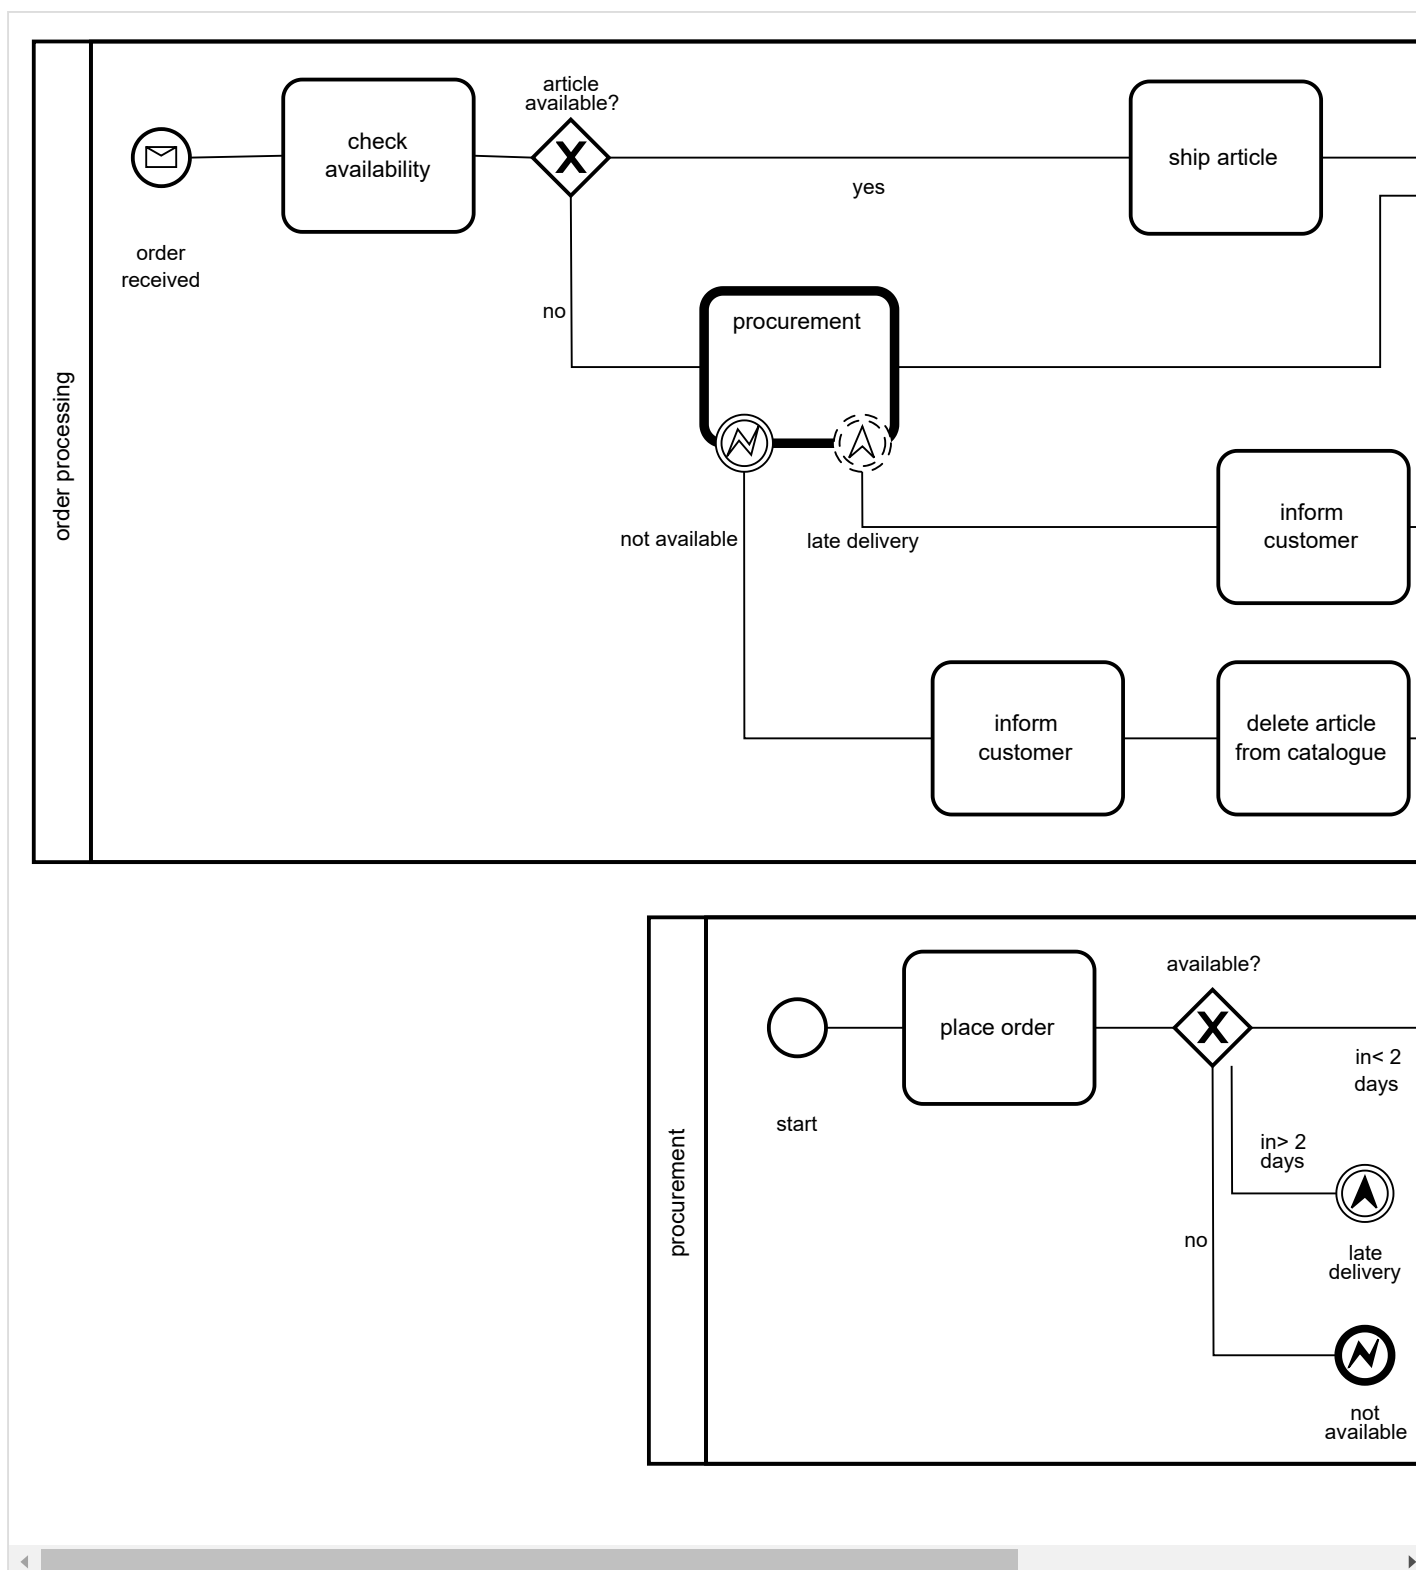 order processing
order
received
check
availability
article
available?
yes
ship article
no
procurement
not available
late delivery
inform
customer
inform
customer
delete article
from catalogue
procurement
start
place order
available?
in< 2
days
in> 2
days
late
delivery
no
not
available